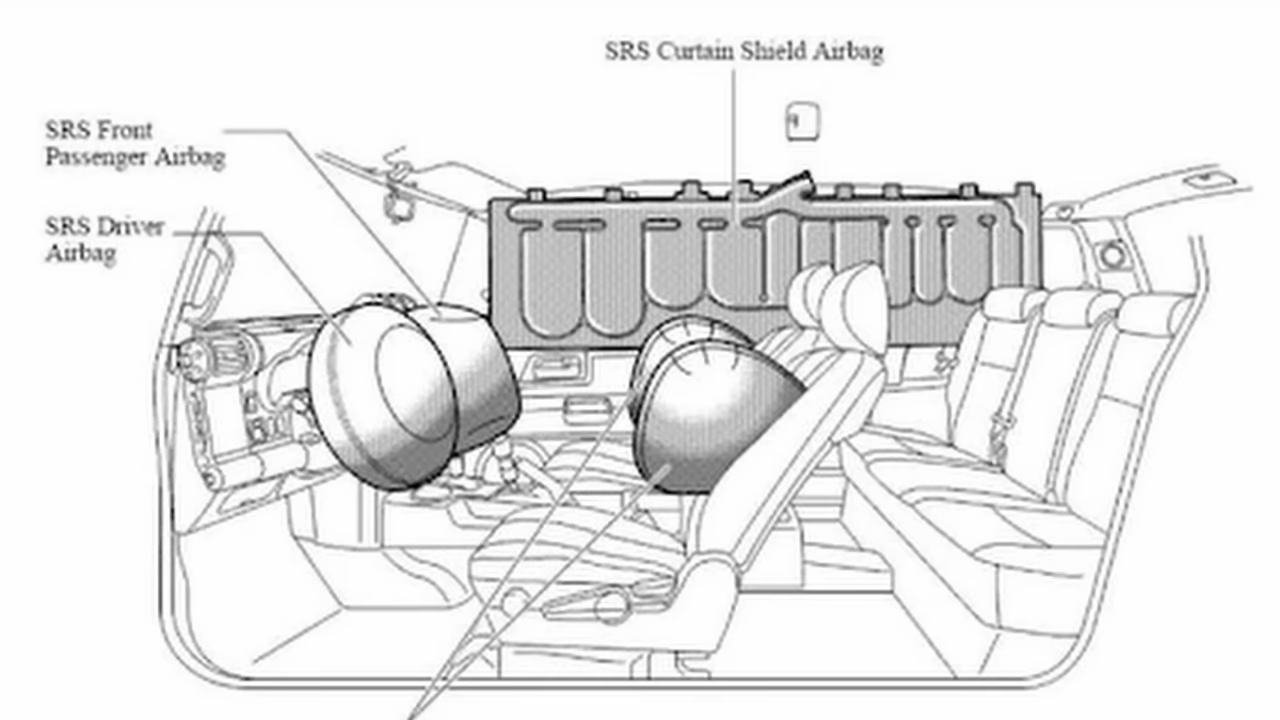 SRS Curtain Shield Airbag
SRS Front
Passenger Airbag
SRS Driver
Airbag